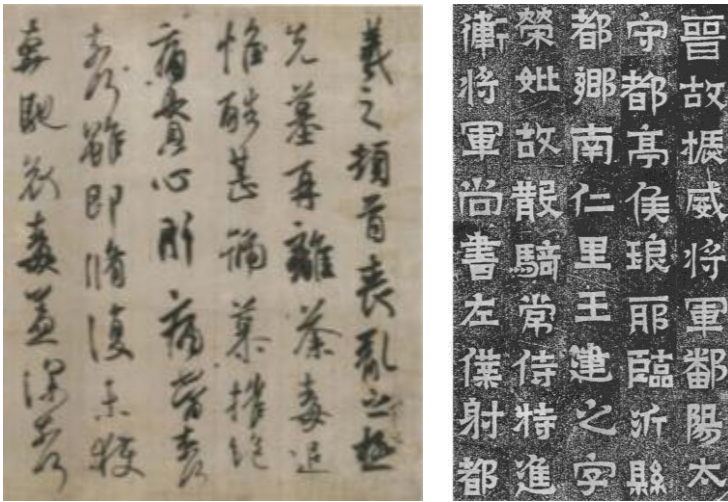 羲之頓首喪亂之極
先墓再離荼毒追
惟酷甚號慕摧絕
痛貫心肝痛當奈何
奈何雖即脩復未獲
奔馳哀毒益深奈何
晉故振威將軍鄱陽太
守都亭侯琅耶臨沂縣
都鄉南仁里王建之字
榮妣故散騎常侍特進
衛將軍尚書左僕射都